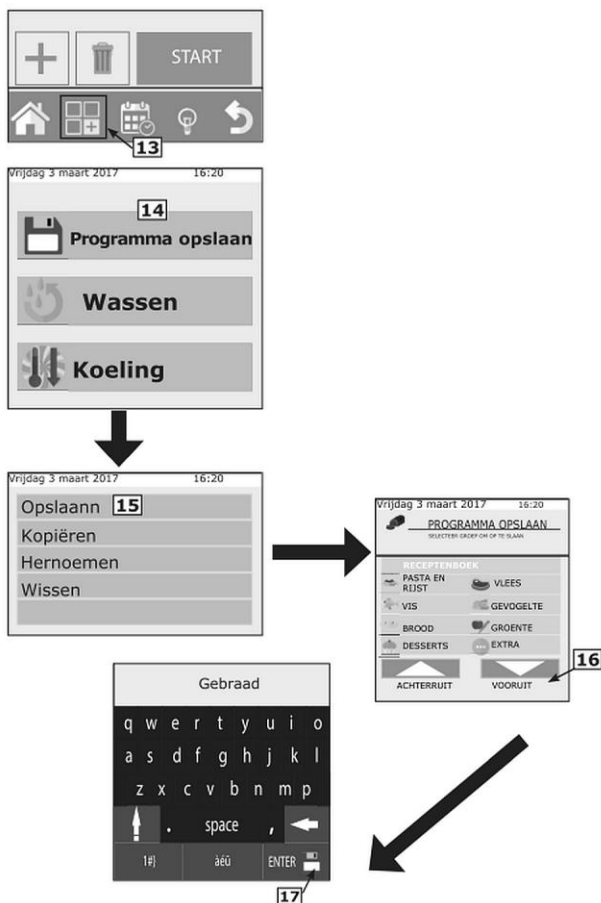 START
13
Vrijdag 3 maart 2017 16:20
14
Programma opslaan
Wassen
Koeling
Vrijdag 3 maart 2017 16:20
Opslaann 15
Kopiëren
Hernoemen
Wissen
Vrijdag 3 maart 2017 16:20
PROGRAMMA OPSLAAN
SELECTEER GROEP OM OP TE SLAAN
RECEPTENBOEK
PASTA EN RIJST VLEES
VIS GEVOGELTE
BROOD GROENTE
DESSERTS EXTRA
16
ACHTERRUIT VOORUIT
Gebraad
q w e r t y u i o
a s d f g h j k l
z x c v b n m p
. space ,
1#} àéû ENTER
17